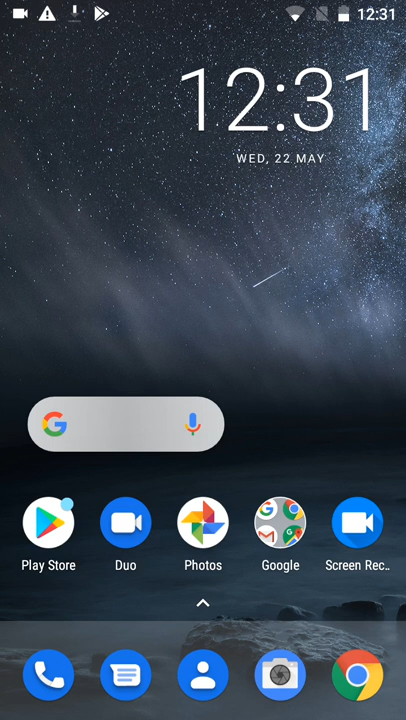 12:31
12:31
WED, 22 MAY
Play Store
Duo
Photos
Google
Screen Rec..